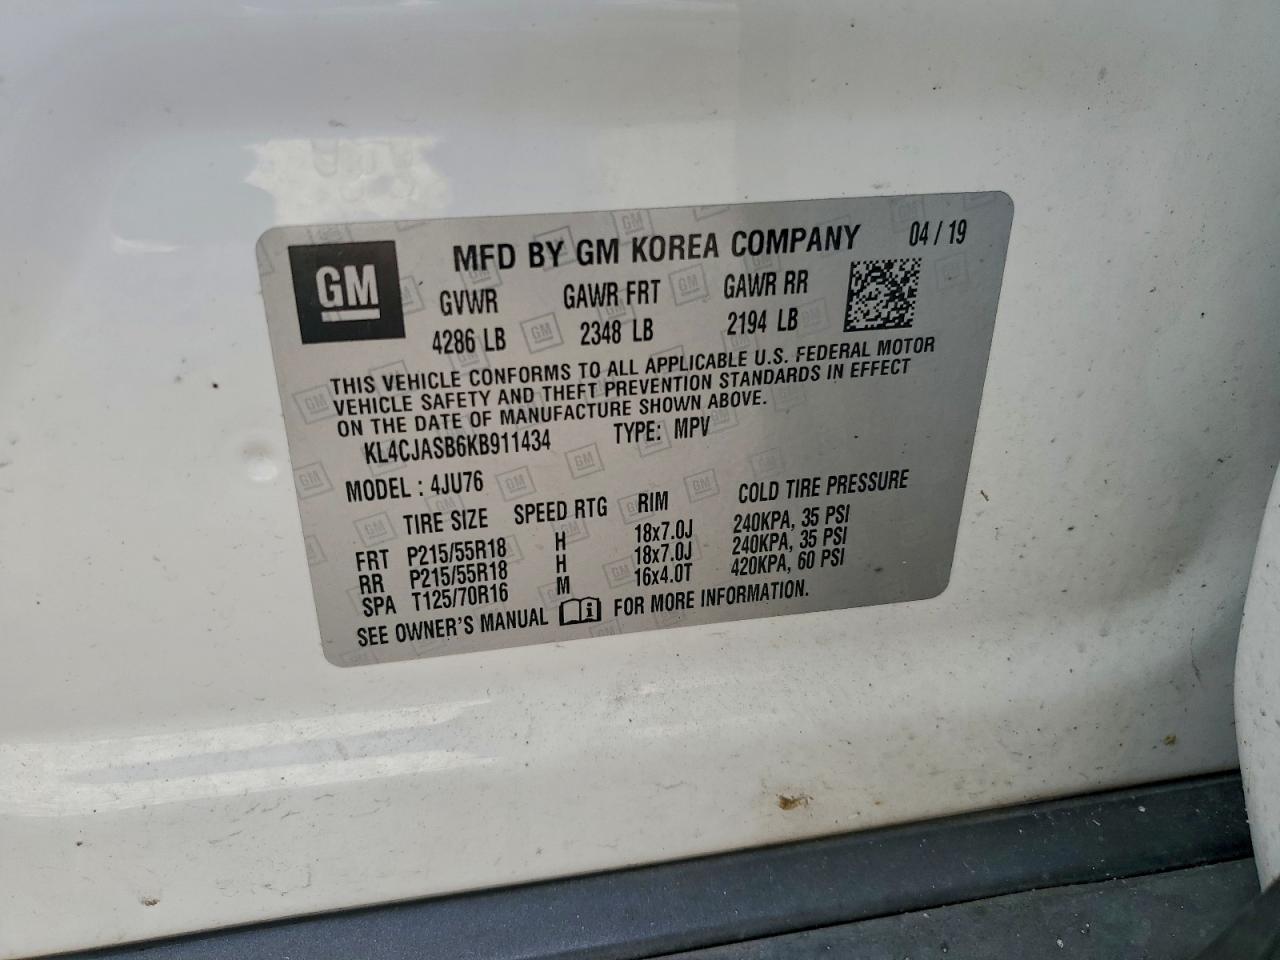 GM
MFD BY GM KOREA COMPANY 04 / 19
GVWR GAWR FRT GAWR RR
4286 LB 2348 LB 2194 LB
THIS VEHICLE CONFORMS TO ALL APPLICABLE U.S. FEDERAL MOTOR
VEHICLE SAFETY AND THEFT PREVENTION STANDARDS IN EFFECT
ON THE DATE OF MANUFACTURE SHOWN ABOVE.
KL4CJASB6KB911434 TYPE: MPV
MODEL : 4JU76
TIRE SIZE SPEED RTG RIM COLD TIRE PRESSURE
FRT P215/55R18 H 18x7.0J 240KPA, 35 PSI
RR P215/55R18 H 18x7.0J 240KPA, 35 PSI
SPA T125/70R16 M 16x4.0T 420KPA, 60 PSI
SEE OWNER'S MANUAL i FOR MORE INFORMATION.